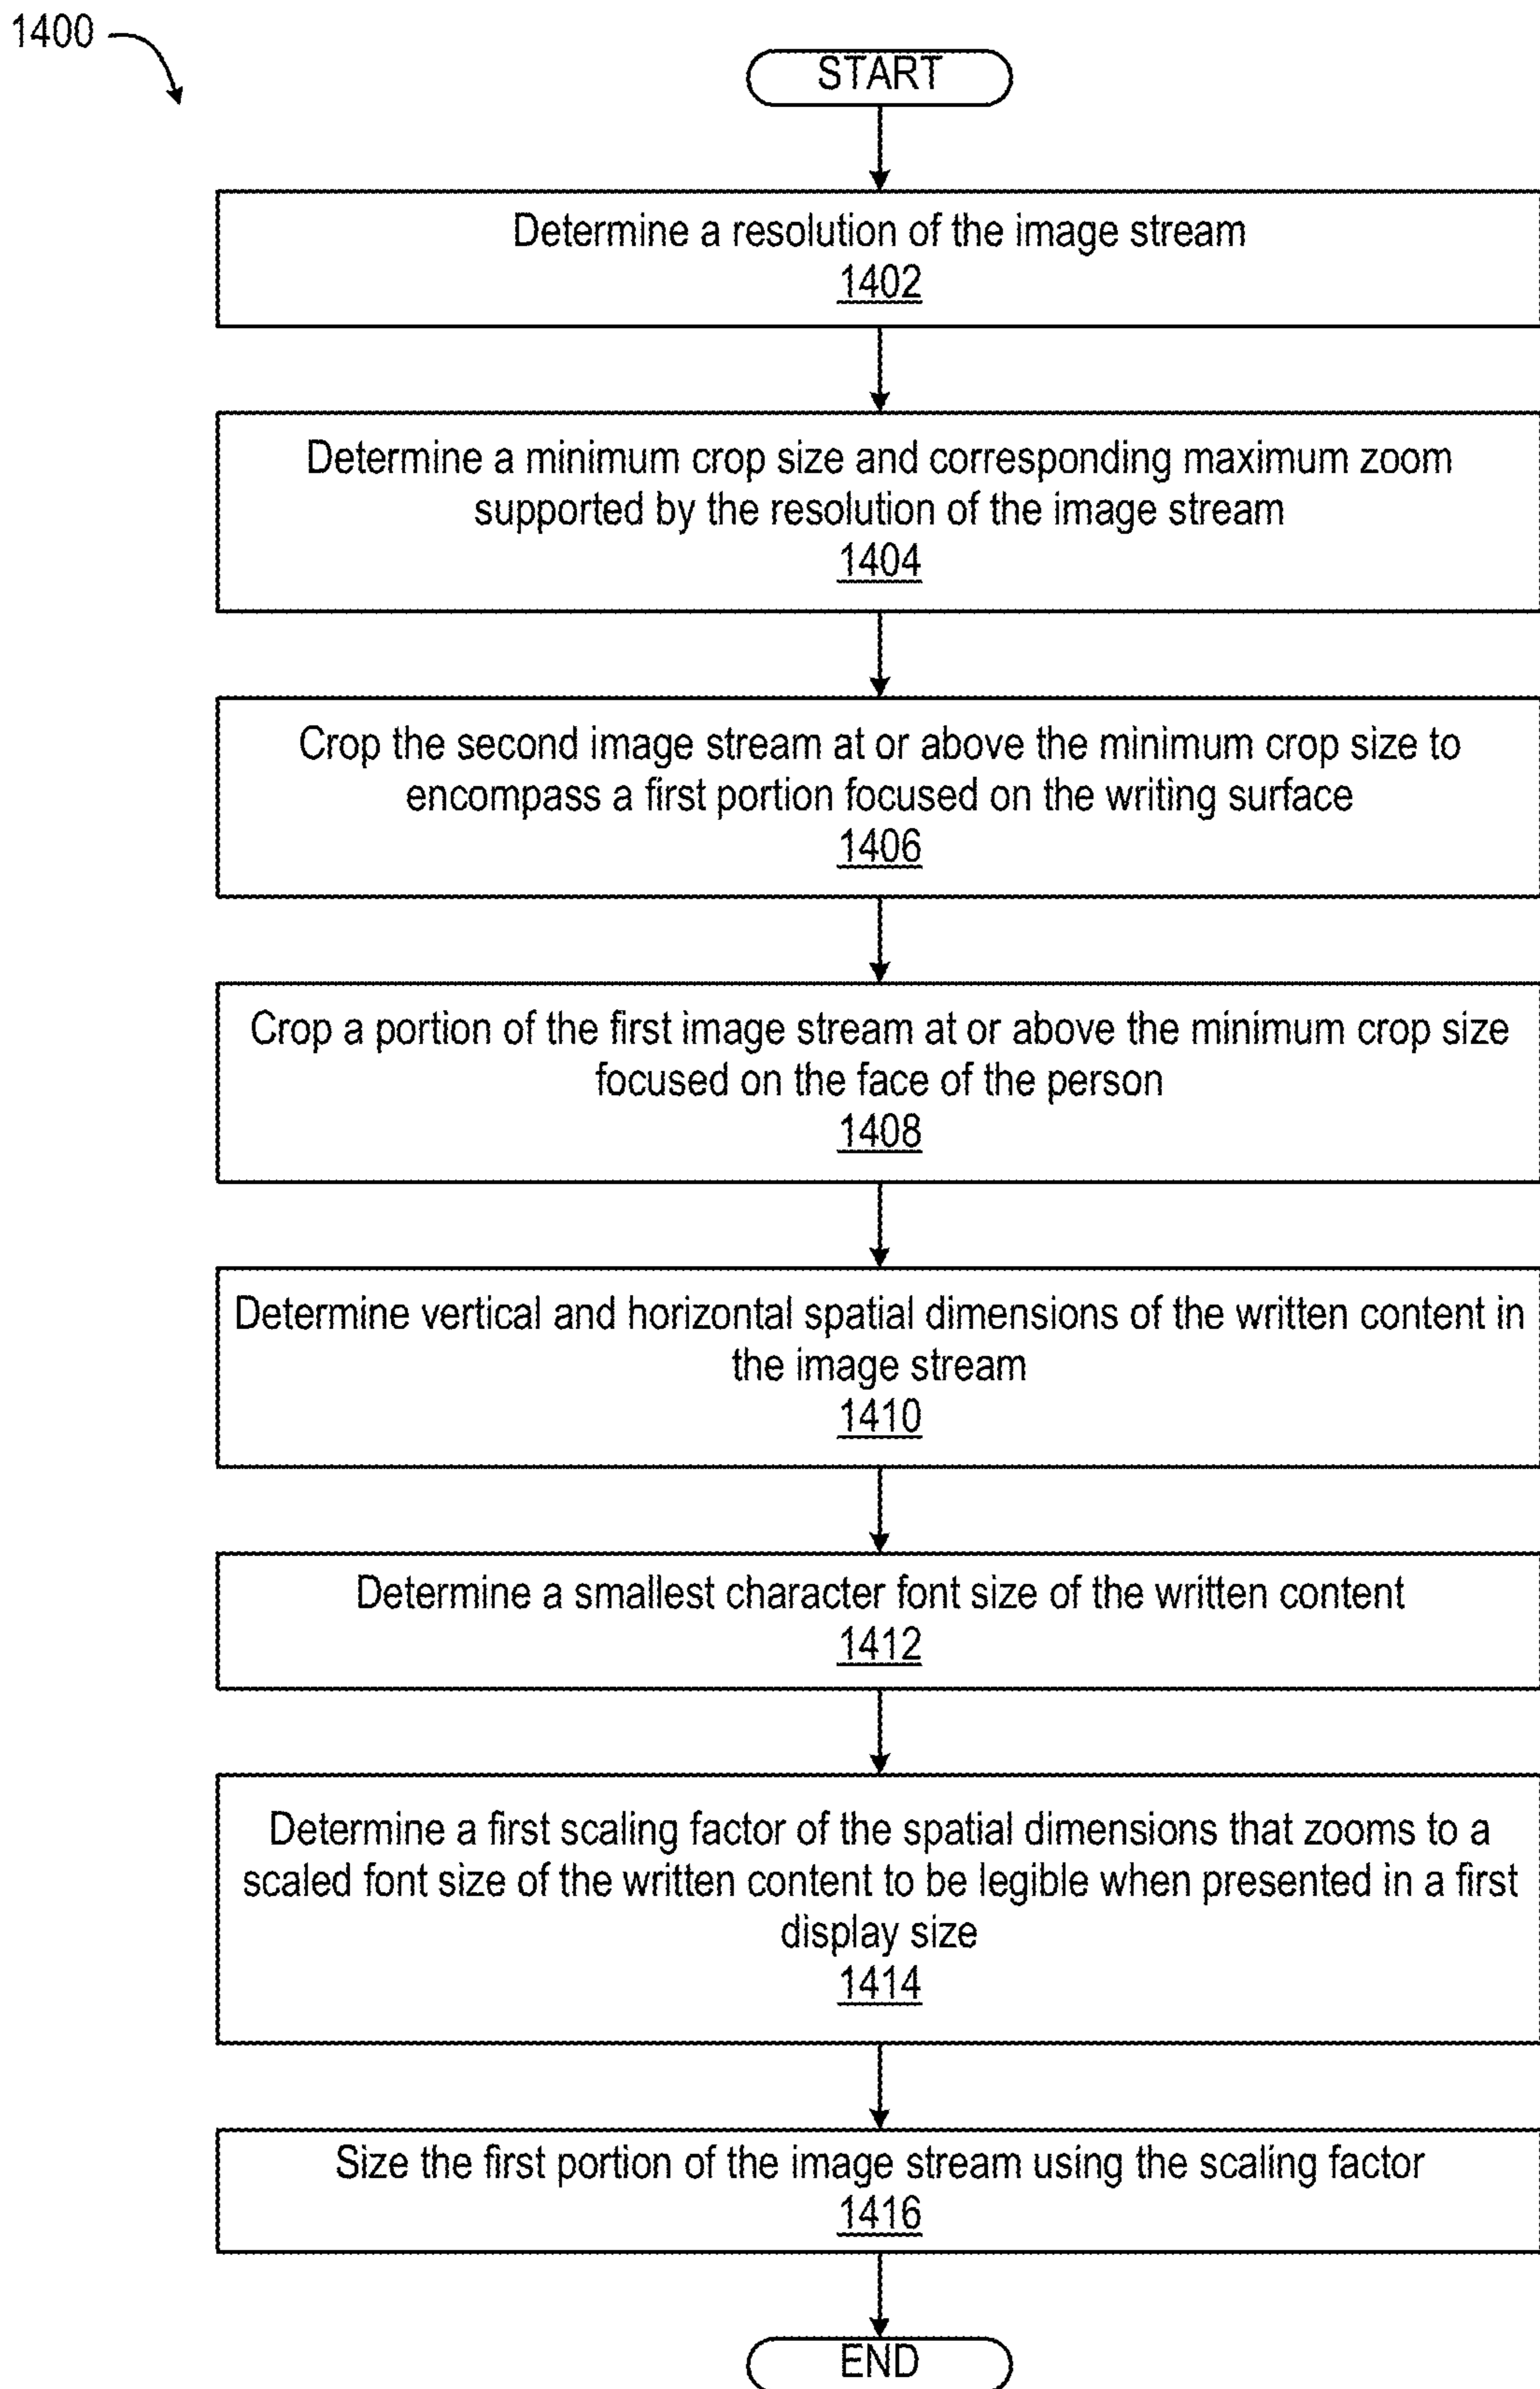 1400
START
Determine a resolution of the image stream
1402
Determine a minimum crop size and corresponding maximum zoom
supported by the resolution of the image stream
1404
Crop the second image stream at or above the minimum crop size to
encompass a first portion focused on the writing surface
1406
Crop a portion of the first image stream at or above the minimum crop size
focused on the face of the person
1408
Determine vertical and horizontal spatial dimensions of the written content in
the image stream
1410
Determine a smallest character font size of the written content
1412
Determine a first scaling factor of the spatial dimensions that zooms to a
scaled font size of the written content to be legible when presented in a first
display size
1414
Size the first portion of the image stream using the scaling factor
1416
END